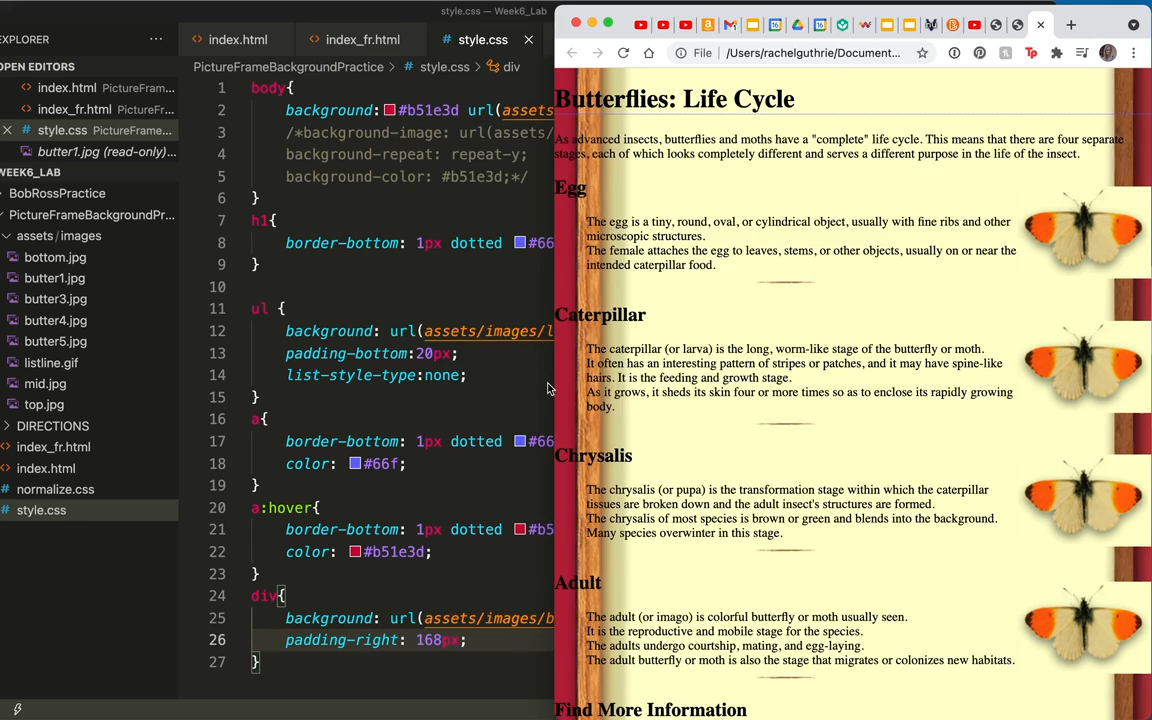 style.css — Week6_Lab
EXPLORER
index.html
index_fr.html
style.css
OPEN EDITORS
index.html PictureFram...
index_fr.html PictureFr...
style.css PictureFrame...
butter1.jpg (read-only)...
WEEK6_LAB
BobRossPractice
PictureFrameBackgroundPr...
assets/images
bottom.jpg
butter1.jpg
butter3.jpg
butter4.jpg
butter5.jpg
listline.gif
mid.jpg
top.jpg
DIRECTIONS
index_fr.html
index.html
normalize.css
style.css
PictureFrameBackgroundPractice > # style.css > div
1 body{
2 background: #b51e3d url(assets
3 /*background-image: url(assets/
4 background-repeat: repeat-y;
5 background-color: #b51e3d;*/
6 }
7 h1{
8 border-bottom: 1px dotted #66
9 }
10
11 ul {
12 background: url(assets/images/l
13 padding-bottom:20px;
14 list-style-type:none;
15 }
16 a{
17 border-bottom: 1px dotted #66
18 color: #66f;
19 }
20 a:hover{
21 border-bottom: 1px dotted #b5
22 color: #b51e3d;
23 }
24 div{
25 background: url(assets/images/b
26 padding-right: 168px;
27 }
File /Users/rachelguthrie/Document...
Butterflies: Life Cycle
As advanced insects, butterflies and moths have a "complete" life cycle. This means that there are four separate
stages, each of which looks completely different and serves a different purpose in the life of the insect.
Egg
The egg is a tiny, round, oval, or cylindrical object, usually with fine ribs and other
microscopic structures.
The female attaches the egg to leaves, stems, or other objects, usually on or near the
intended caterpillar food.
Caterpillar
The caterpillar (or larva) is the long, worm-like stage of the butterfly or moth.
It often has an interesting pattern of stripes or patches, and it may have spine-like
hairs. It is the feeding and growth stage.
As it grows, it sheds its skin four or more times so as to enclose its rapidly growing
body.
Chrysalis
The chrysalis (or pupa) is the transformation stage within which the caterpillar
tissues are broken down and the adult insect's structures are formed.
The chrysalis of most species is brown or green and blends into the background.
Many species overwinter in this stage.
Adult
The adult (or imago) is colorful butterfly or moth usually seen.
It is the reproductive and mobile stage for the species.
The adults undergo courtship, mating, and egg-laying.
The adult butterfly or moth is also the stage that migrates or colonizes new habitats.
Find More Information